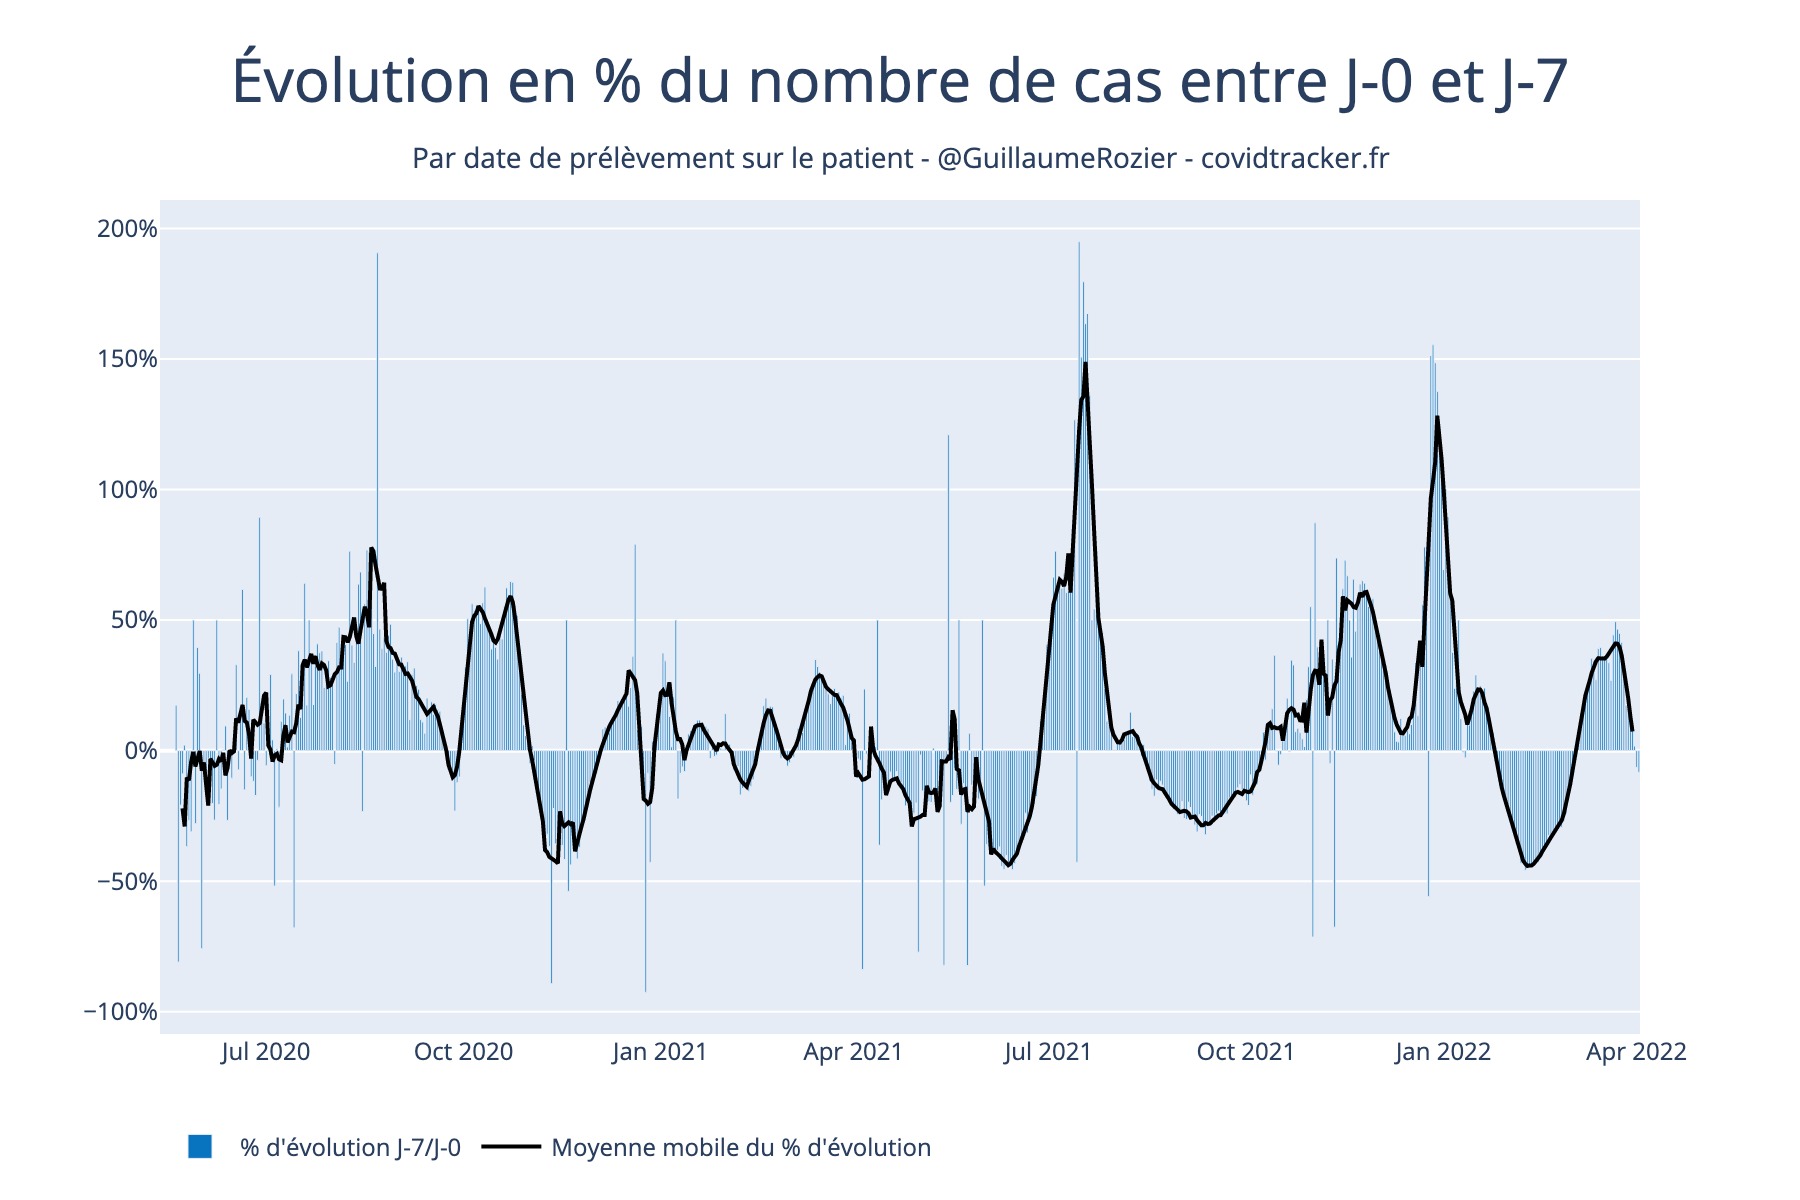 Évolution en % du nombre de cas entre J-0 et J-7
Par date de prélèvement sur le patient - @GuillaumeRozier - covidtracker.fr
200%
150%
100%
50%
0%
−50%
−100%
Jul 2020 Oct 2020 Jan 2021 Apr 2021 Jul 2021 Oct 2021 Jan 2022 Apr 2022
% d'évolution J-7/J-0 Moyenne mobile du % d'évolution